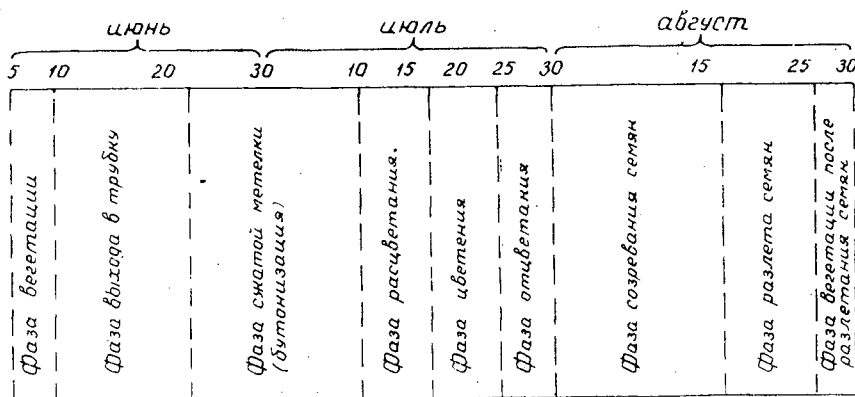 июнь июль август
5 10 20 30 10 15 20 25 30 15 25 30
Фаза вегетации
Фаза выхода в трубку
Фаза сжатой метелки
(бутонизация)
Фаза расцветания.
Фаза цветения
Фаза отцветания
Фаза созревания семян
Фаза разлета семян
Фаза вегетации после
разлетания семян